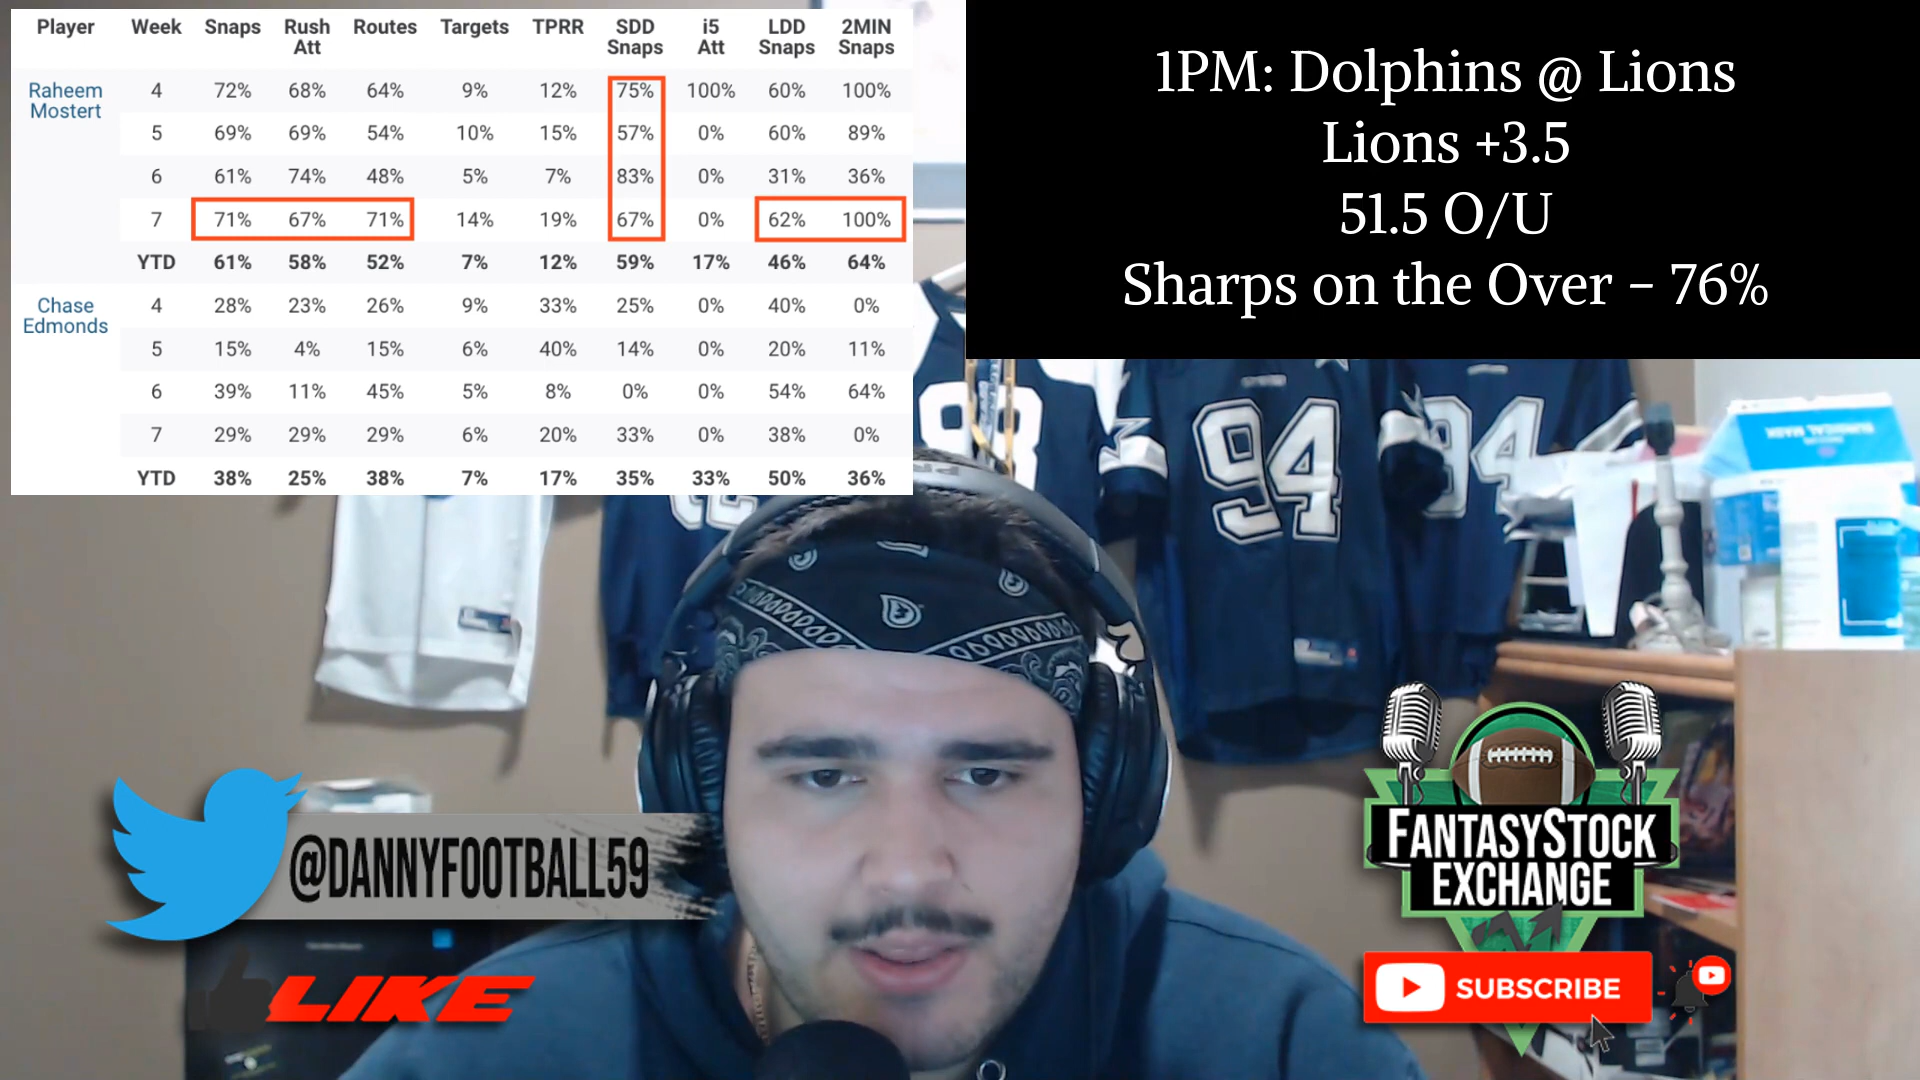 Player Week Snaps Rush Att Routes Targets TPRR SDD Snaps i5 Att LDD Snaps 2MIN Snaps
Raheem Mostert 4 72% 68% 64% 9% 12% 75% 100% 60% 100%
5 69% 69% 54% 10% 15% 57% 0% 60% 89%
6 61% 74% 48% 5% 7% 83% 0% 31% 36%
7 71% 67% 71% 14% 19% 67% 0% 62% 100%
YTD 61% 58% 52% 7% 12% 59% 17% 46% 64%
Chase Edmonds 4 28% 23% 26% 9% 33% 25% 0% 40% 0%
5 15% 4% 15% 6% 40% 14% 0% 20% 11%
6 39% 11% 45% 5% 8% 0% 0% 54% 64%
7 29% 29% 29% 6% 20% 33% 0% 38% 0%
YTD 38% 25% 38% 7% 17% 35% 33% 50% 36%
1PM: Dolphins @ Lions
Lions +3.5
51.5 O/U
Sharps on the Over - 76%
94
94
@DANNYFOOTBALL59
LIKE
FANTASYSTOCK
EXCHANGE
SUBSCRIBE